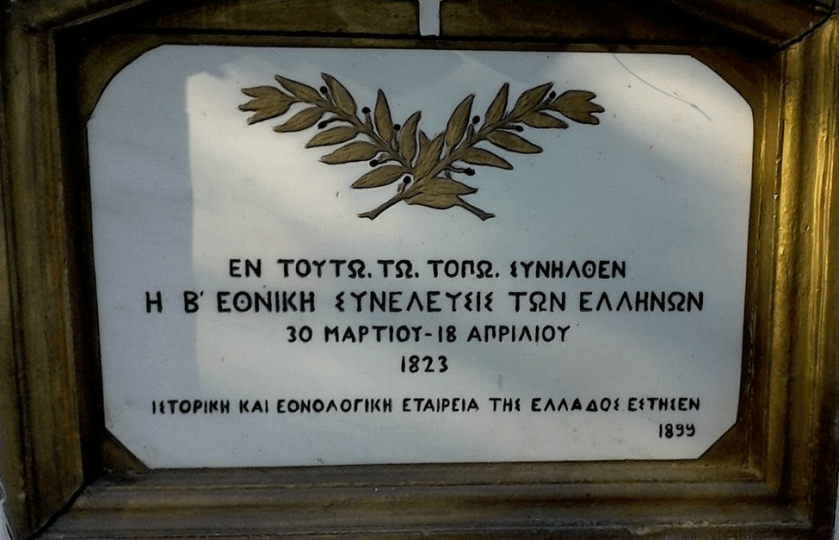 ΕΝ ΤΟΥΤΩ. ΤΩ. ΤΟΠΩ. ΣΥΝΗΛΘΕΝ
Η Β΄ ΕΘΝΙΚΗ ΣΥΝΕΛΕΥΣΙΣ ΤΩΝ ΕΛΛΗΝΩΝ
30 ΜΑΡΤΙΟΥ-18 ΑΠΡΙΛΙΟΥ
1823
ΙΣΤΟΡΙΚΗ ΚΑΙ ΕΘΝΟΛΟΓΙΚΗ ΕΤΑΙΡΕΙΑ ΤΗΣ ΕΛΛΑΔΟΣ ΕΣΤΗΣΕΝ
1899